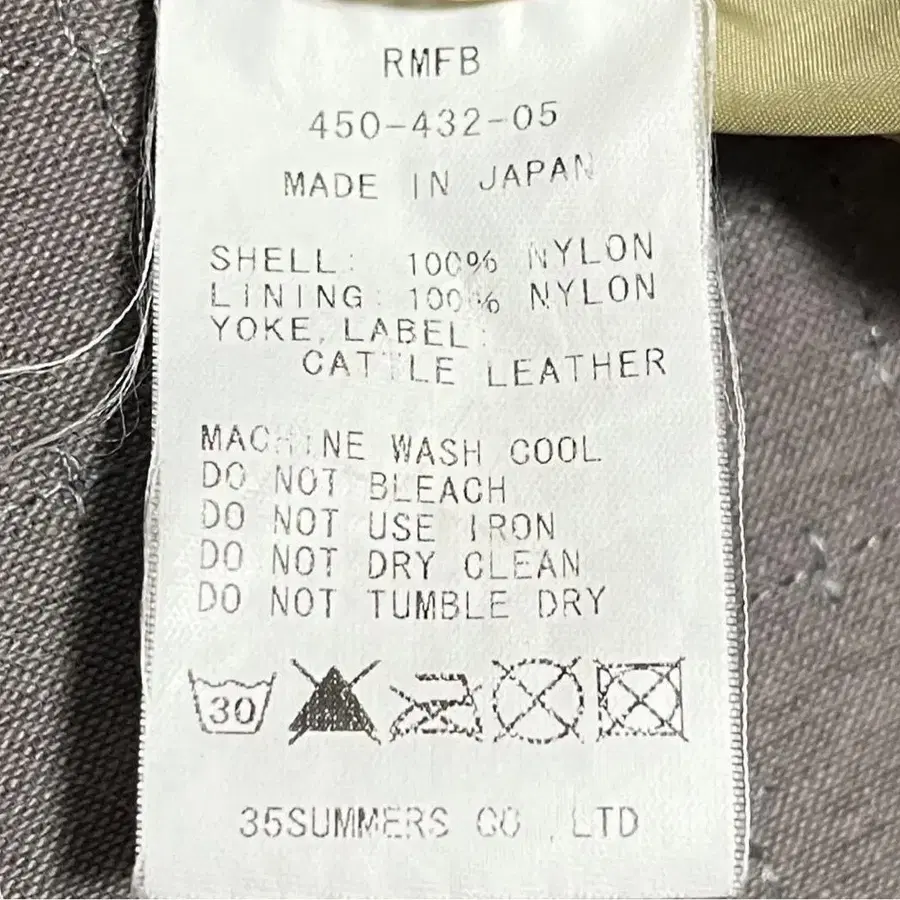 RMFB
450-432-05
MADE IN JAPAN
SHELL: 100% NYLON
LINING: 100% NYLON
YOKE, LABEL:
CATTLE LEATHER
MACHINE WASH COOL
DO NOT BLEACH
DO NOT USE IRON
DO NOT DRY CLEAN
DO NOT TUMBLE DRY
30
35SUMMERS CO.,LTD